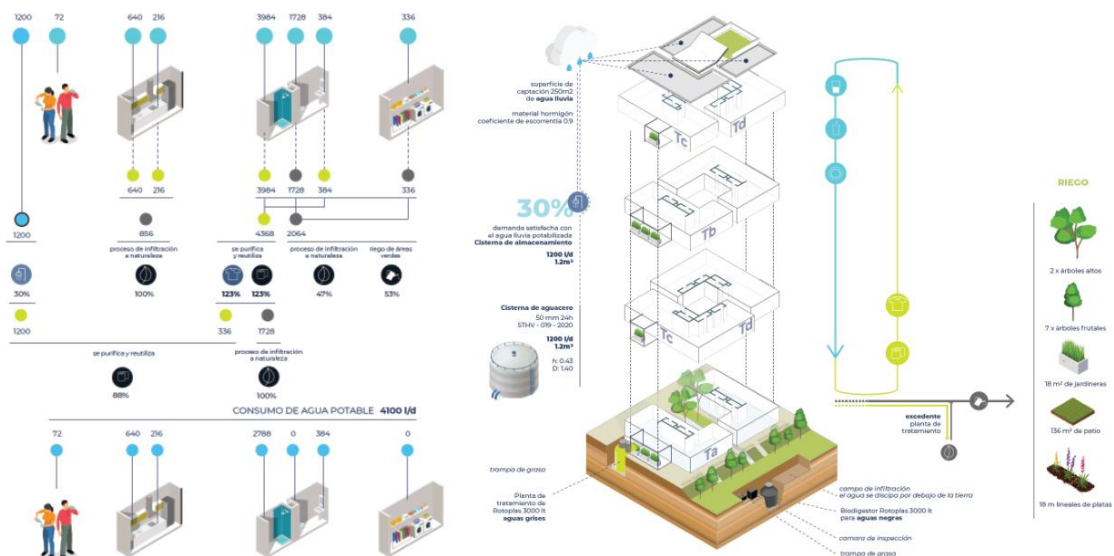 1200 72 640 216 3984 1728 384 336
640 216 3984 1728 384 336
1200 856 4368 2064
proceso de infiltración
a naturaleza
se purifica
y reutiliza
proceso de infiltración
a naturaleza
riego de áreas
verdes
30% 100% 123% 123% 47% 53%
1200 336 1728
se purifica y reutiliza
proceso de infiltración
a naturaleza
88% 100%
CONSUMO DE AGUA POTABLE 4100 l/d
72 640 216 2788 0 384 0
superficie de
captación 250m2
de agua lluvia
material hormigón
coeficiente de escorrentía 0.9
30%
demanda satisfecha con
el agua lluvia potabilizada
Cisterna de almacenamiento
1200 l/d
1.2m³
Cisterna de aguacero
50 mm 24h
STHV - 019 - 2020
1200 l/d
1.2m³
h: 0.43
D: 1.40
Tc
Td
Tb
Tc
Td
Ta
trampa de grasa
Planta de
tratamiento de
Rotoplas 3000 lt
aguas grises
excedente
planta de
tratamiento
campo de infiltración
el agua se discipa por debajo de la tierra
Biodigestor Rotoplas 3000 lt
para aguas negras
camara de inspección
trampa de grasa
RIEGO
2 x árboles altos
7 x árboles frutales
18 m² de jardineras
136 m² de patio
18 m lineales de platas